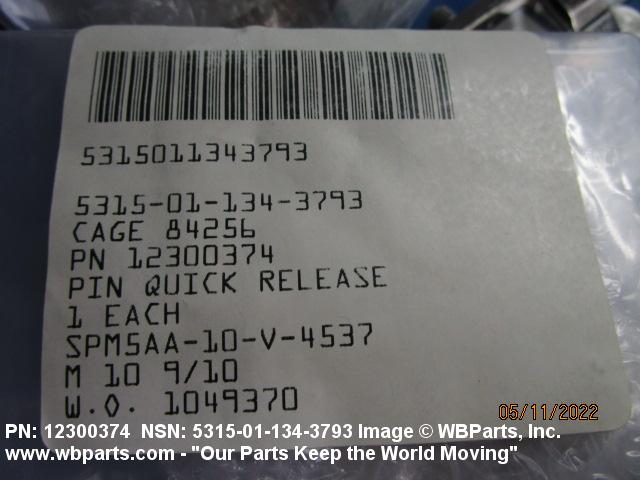 5315011343793
5315-01-134-3793
CAGE 84256
PN 12300374
PIN QUICK RELEASE
1 EACH
SPM5AA-10-V-4537
M 10 9/10
W.O. 1049370
05/11/2022
PN: 12300374 NSN: 5315-01-134-3793 Image © WBParts, Inc.
www.wbparts.com - "Our Parts Keep the World Moving"